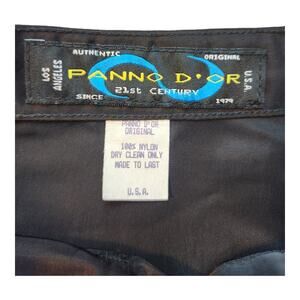 AUTHENTIC ORIGINAL
LOS ANGELES
PANNO D'OR
U.S.A
21st CENTURY
SINCE 1979
PANNO D'OR
ORIGINAL
100% NYLON
DRY CLEAN ONLY
MADE TO LAST
U.S.A.